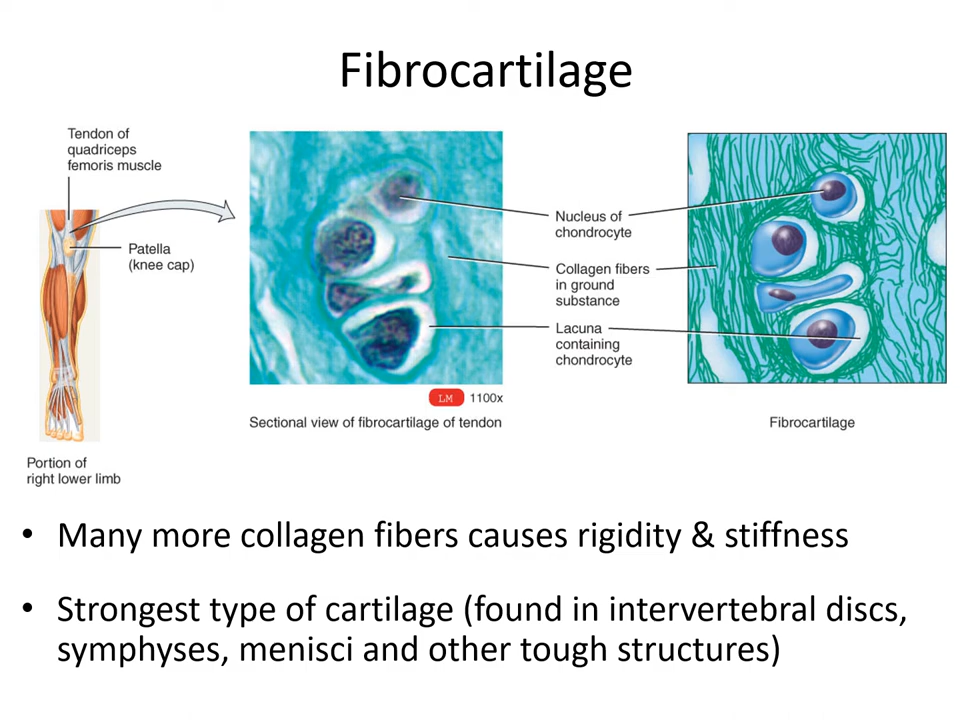 Fibrocartilage
Tendon of
quadriceps
femoris muscle
Patella
(knee cap)
Portion of
right lower limb
Nucleus of
chondrocyte
Collagen fibers
in ground
substance
Lacuna
containing
chondrocyte
LM 1100x
Sectional view of fibrocartilage of tendon
Fibrocartilage
• Many more collagen fibers causes rigidity & stiffness
• Strongest type of cartilage (found in intervertebral discs,
symphyses, menisci and other tough structures)